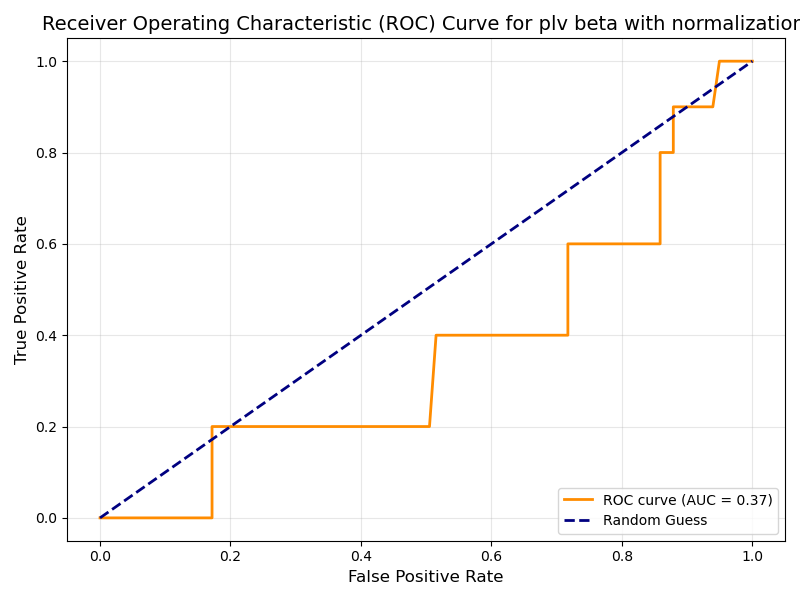 Receiver Operating Characteristic (ROC) Curve for plv beta with normalization
1.0
0.8
0.6
0.4
0.2
0.0
True Positive Rate
0.0 0.2 0.4 0.6 0.8 1.0
False Positive Rate
ROC curve (AUC = 0.37)
Random Guess